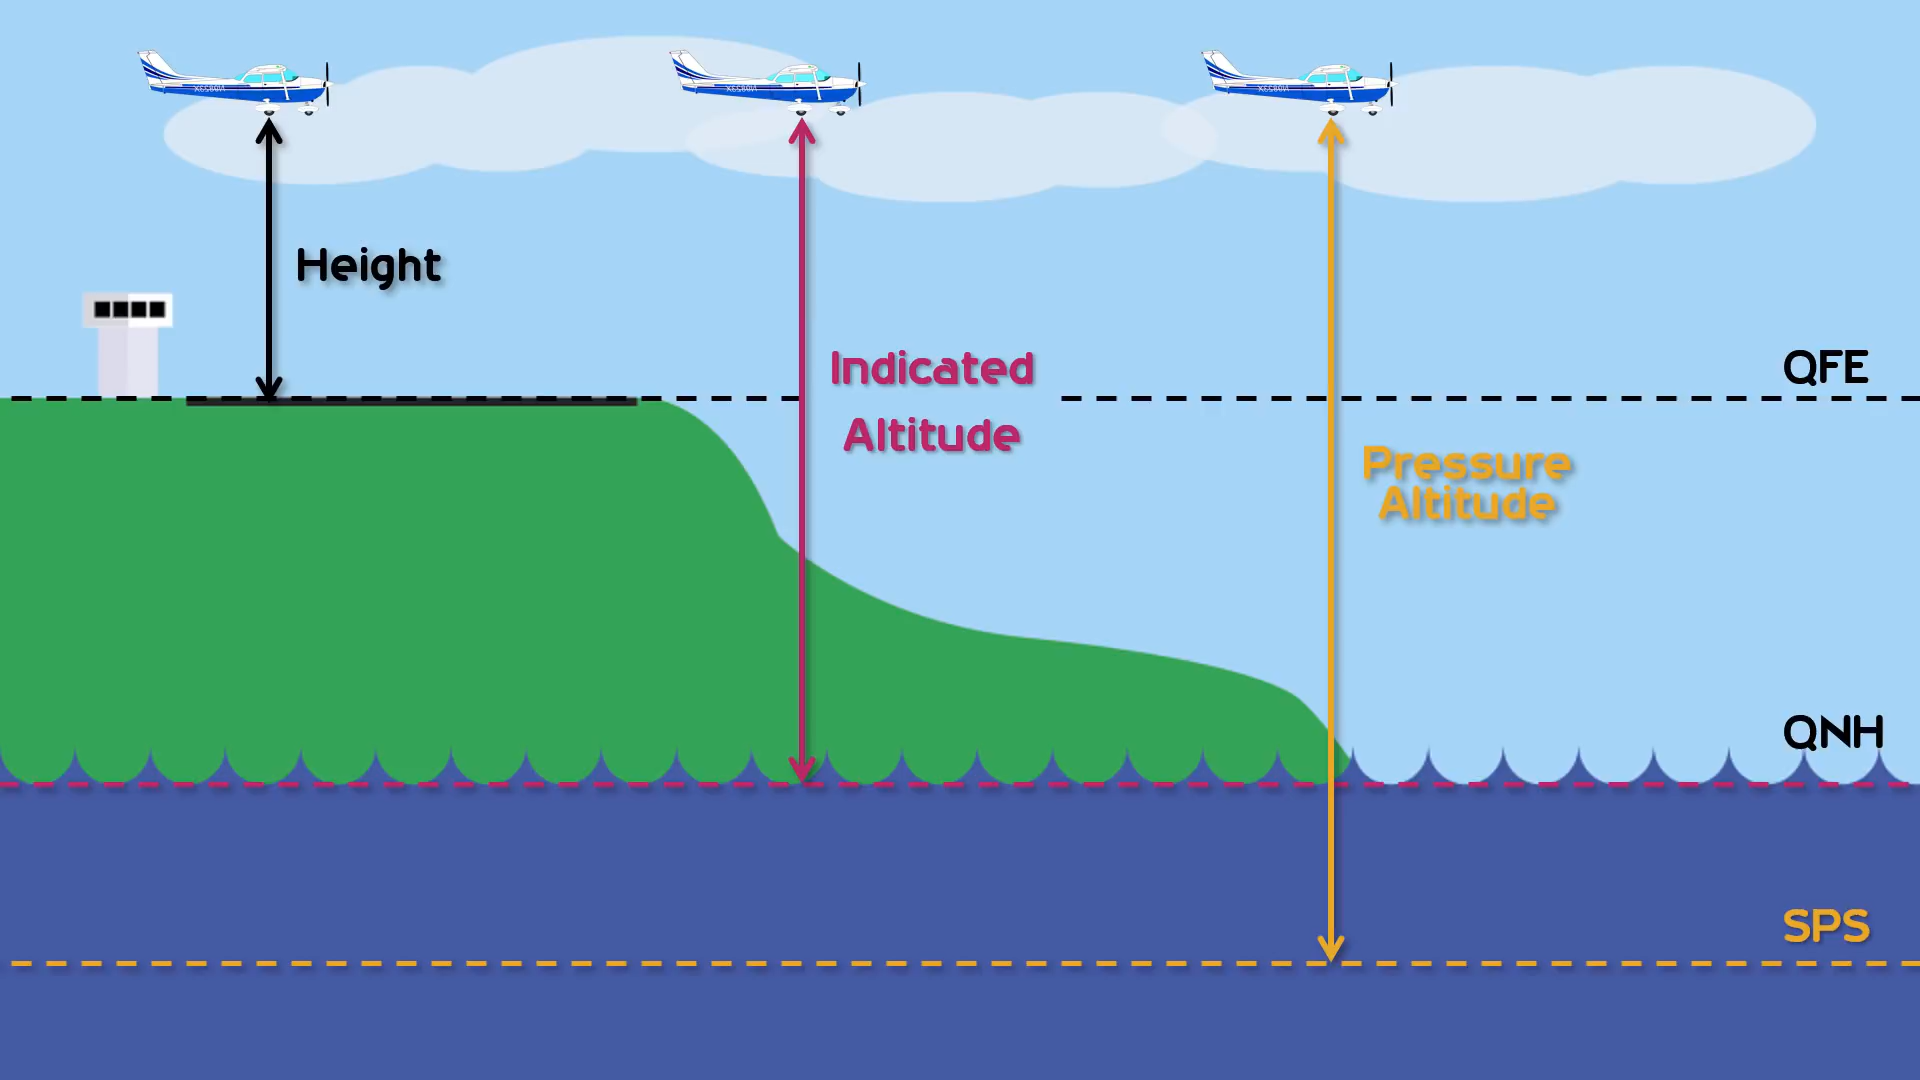 Height
Indicated
Altitude
QFE
Pressure
Altitude
QNH
SPS